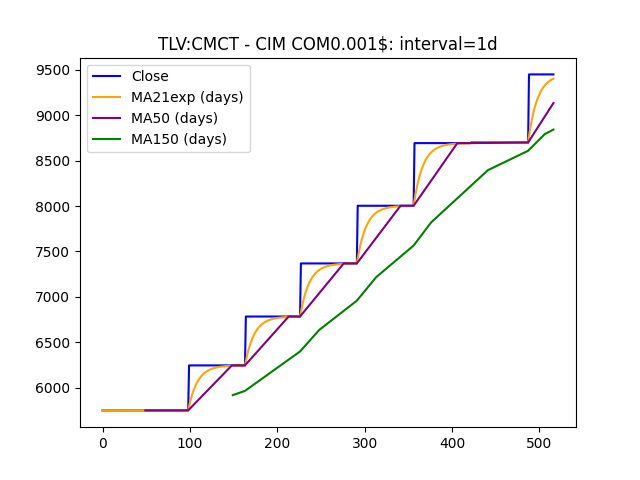 TLV:CMCT - CIM COM0.001$: interval=1d
Close
MA21exp (days)
MA50 (days)
MA150 (days)
9500
9000
8500
8000
7500
7000
6500
6000
0 100 200 300 400 500